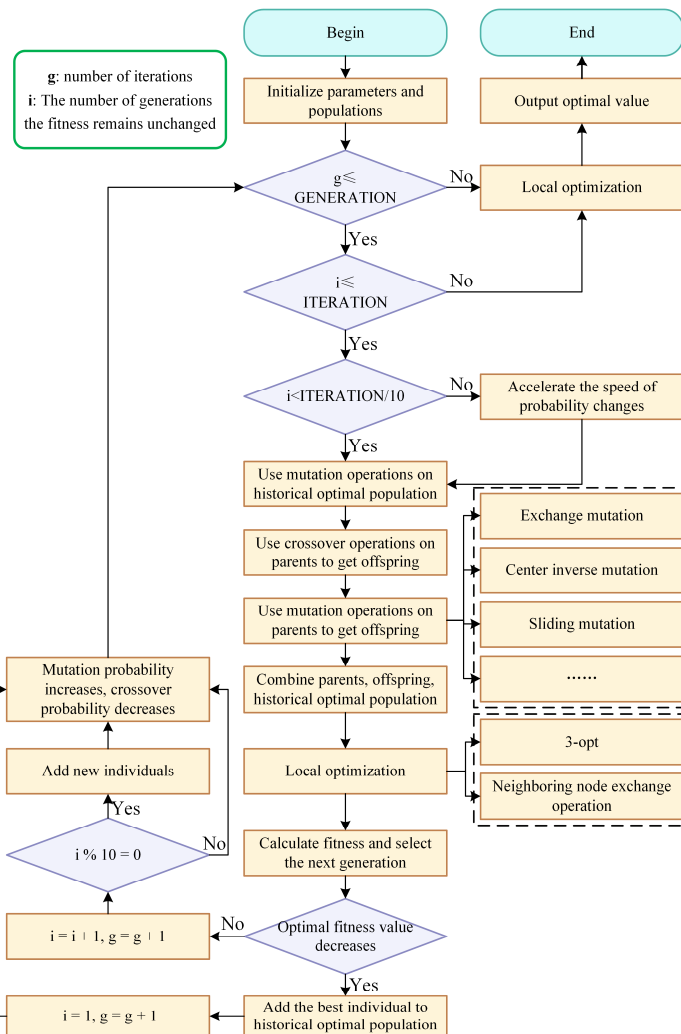 Begin
End
g: number of iterations
i: The number of generations
the fitness remains unchanged
Initialize parameters and
populations
Output optimal value
g≤
GENERATION
No
Local optimization
Yes
i≤
ITERATION
No
Yes
i<ITERATION/10
No
Accelerate the speed of
probability changes
Yes
Use mutation operations on
historical optimal population
Exchange mutation
Use crossover operations on
parents to get offspring
Center inverse mutation
Use mutation operations on
parents to get offspring
Sliding mutation
Mutation probability
increases, crossover
probability decreases
Combine parents, offspring,
historical optimal population
......
Add new individuals
Local optimization
3-opt
Neighboring node exchange
operation
Yes
i % 10 = 0
No
Calculate fitness and select
the next generation
i = i + 1, g = g + 1
No
Optimal fitness value
decreases
Yes
i = 1, g = g + 1
Add the best individual to
historical optimal population